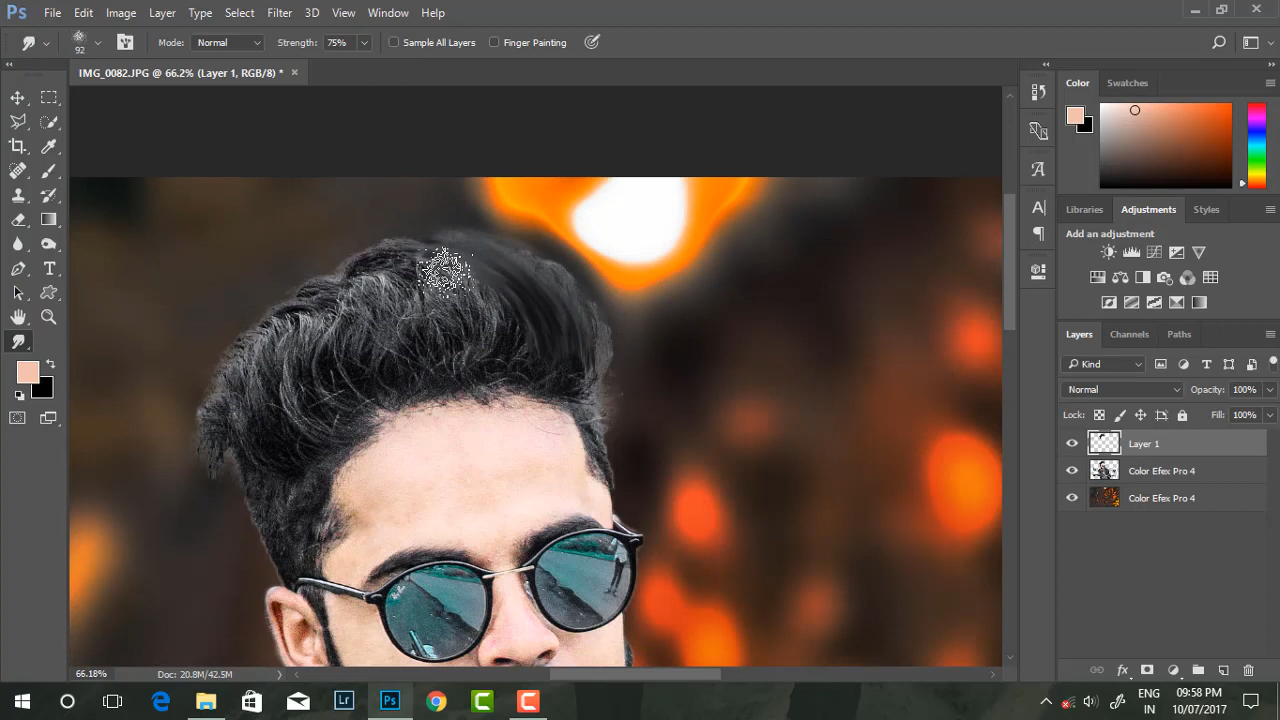 Ps File Edit Image Layer Type Select Filter 3D View Window Help
92 Mode: Normal Strength: 75% Sample All Layers Finger Painting
IMG_0082.JPG @ 66.2% (Layer 1, RGB/8) * ×
Color Swatches
Libraries Adjustments Styles
Add an adjustment
Layers Channels Paths
Kind
Normal Opacity: 100%
Lock: Fill: 100%
Layer 1
Color Efex Pro 4
Color Efex Pro 4
fx
66.18% Doc: 20.8M/42.5M
Lr Ps C C
ENG 09:58 PM
IN 10/07/2017